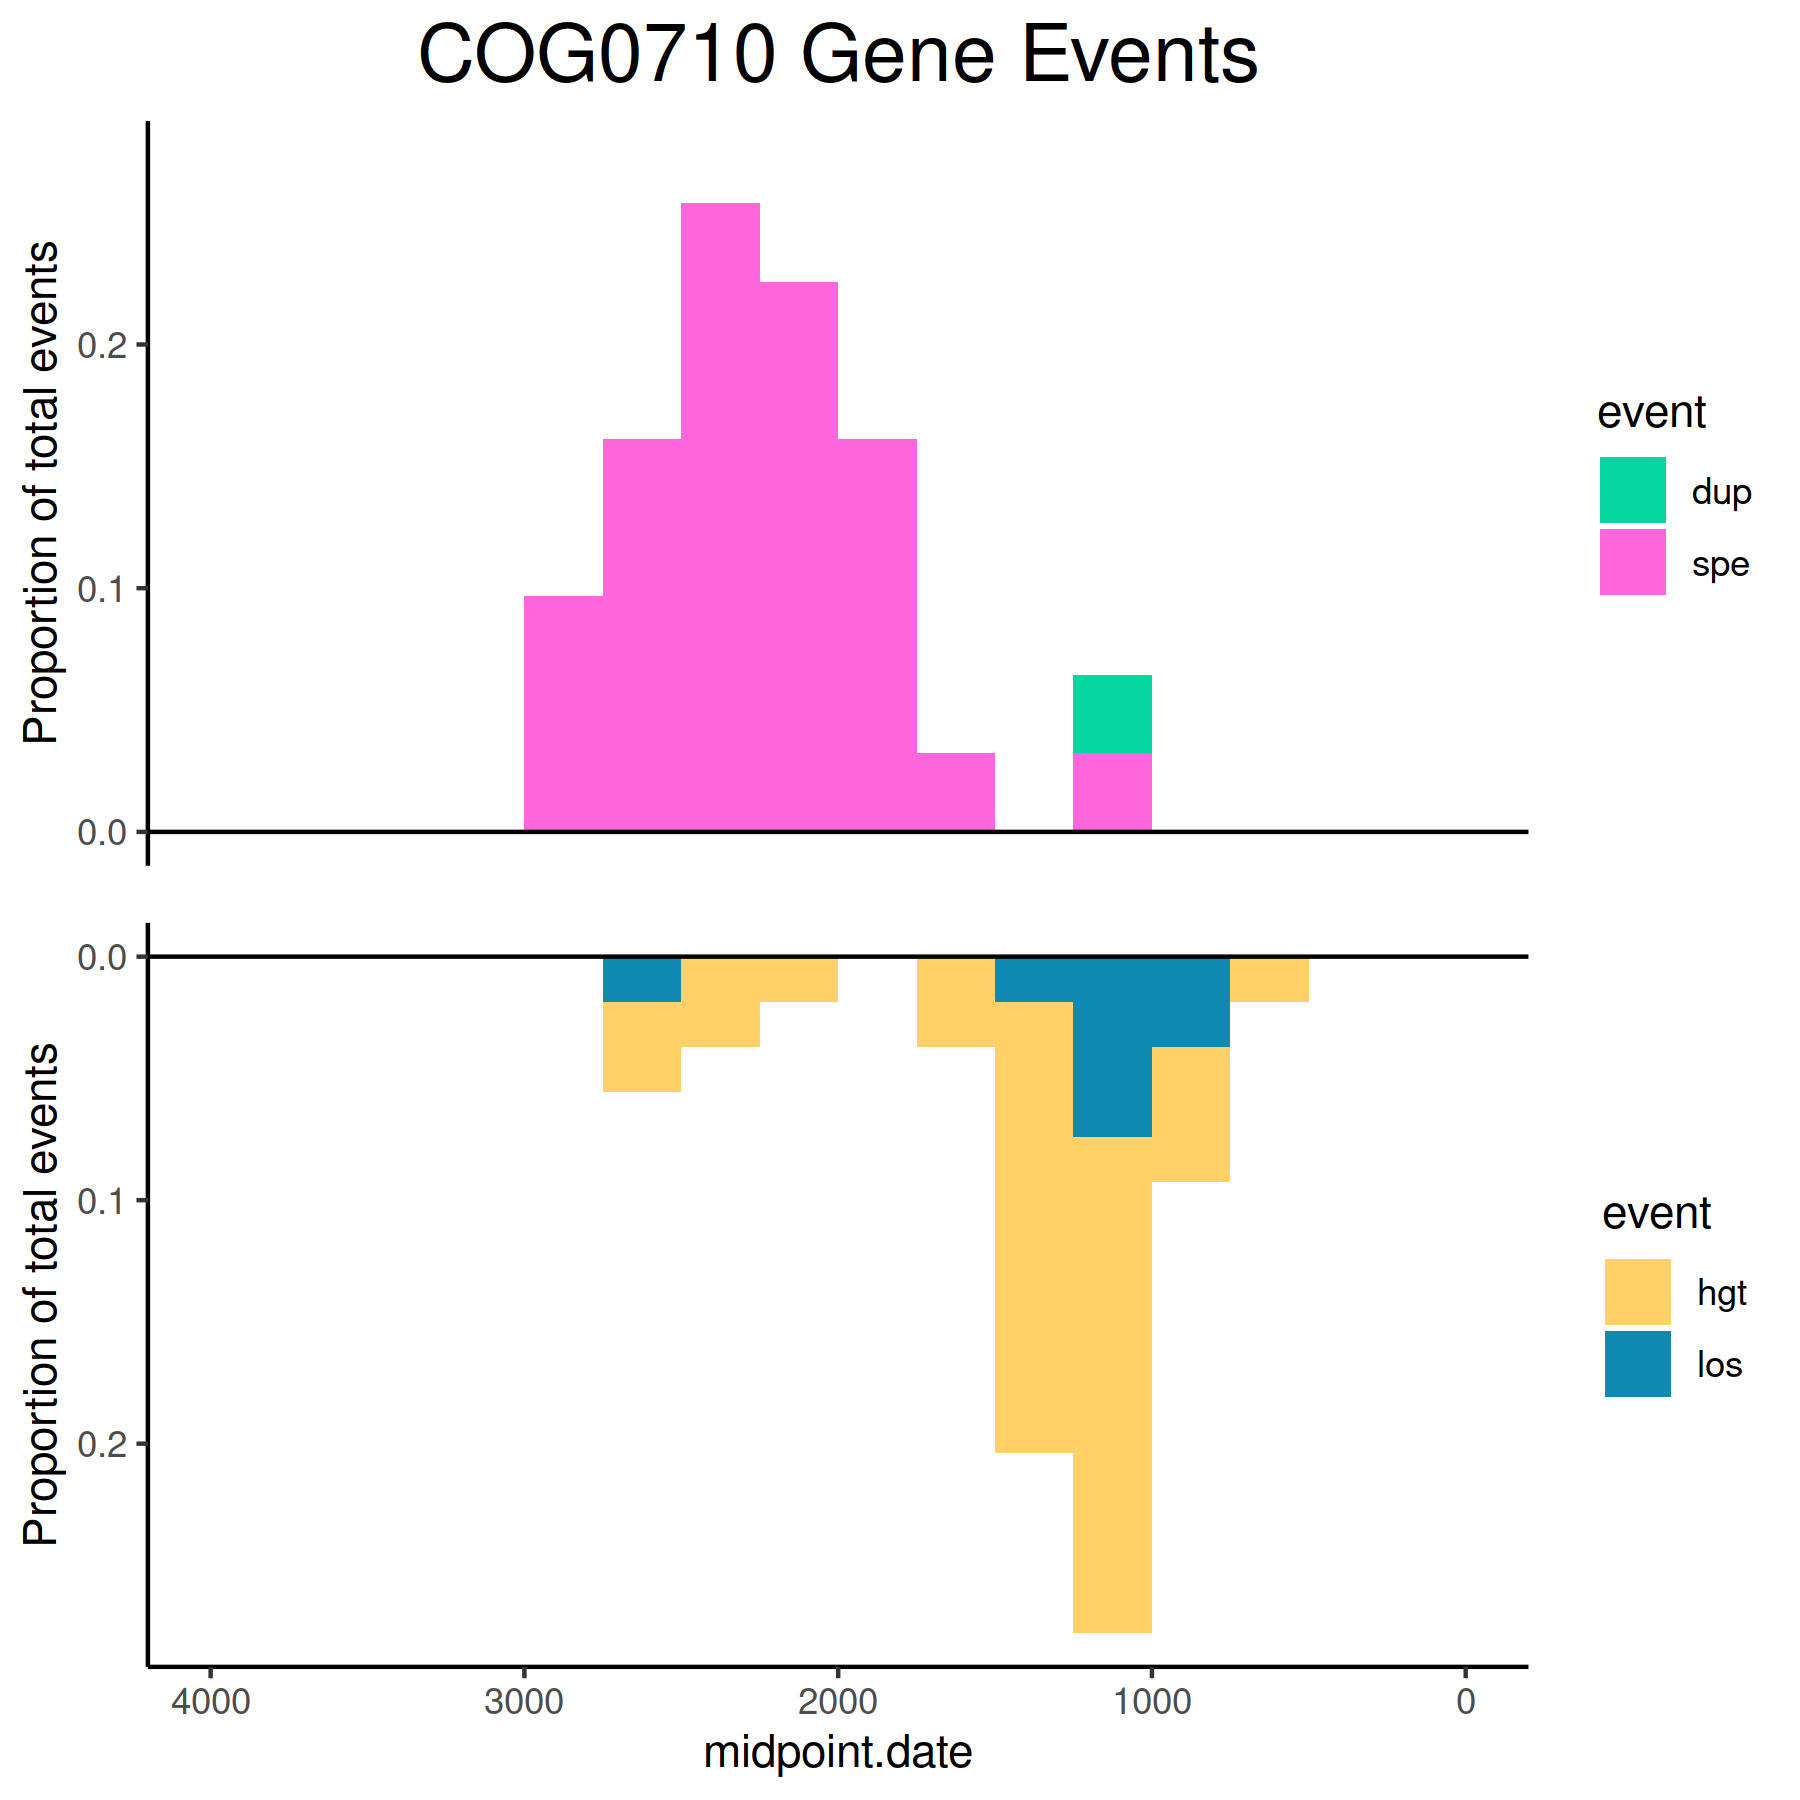 COG0710 Gene Events
Proportion of total events
0.2
0.1
0.0
event
dup
spe
Proportion of total events
0.0
0.1
0.2
event
hgt
los
4000 3000 2000 1000 0
midpoint.date